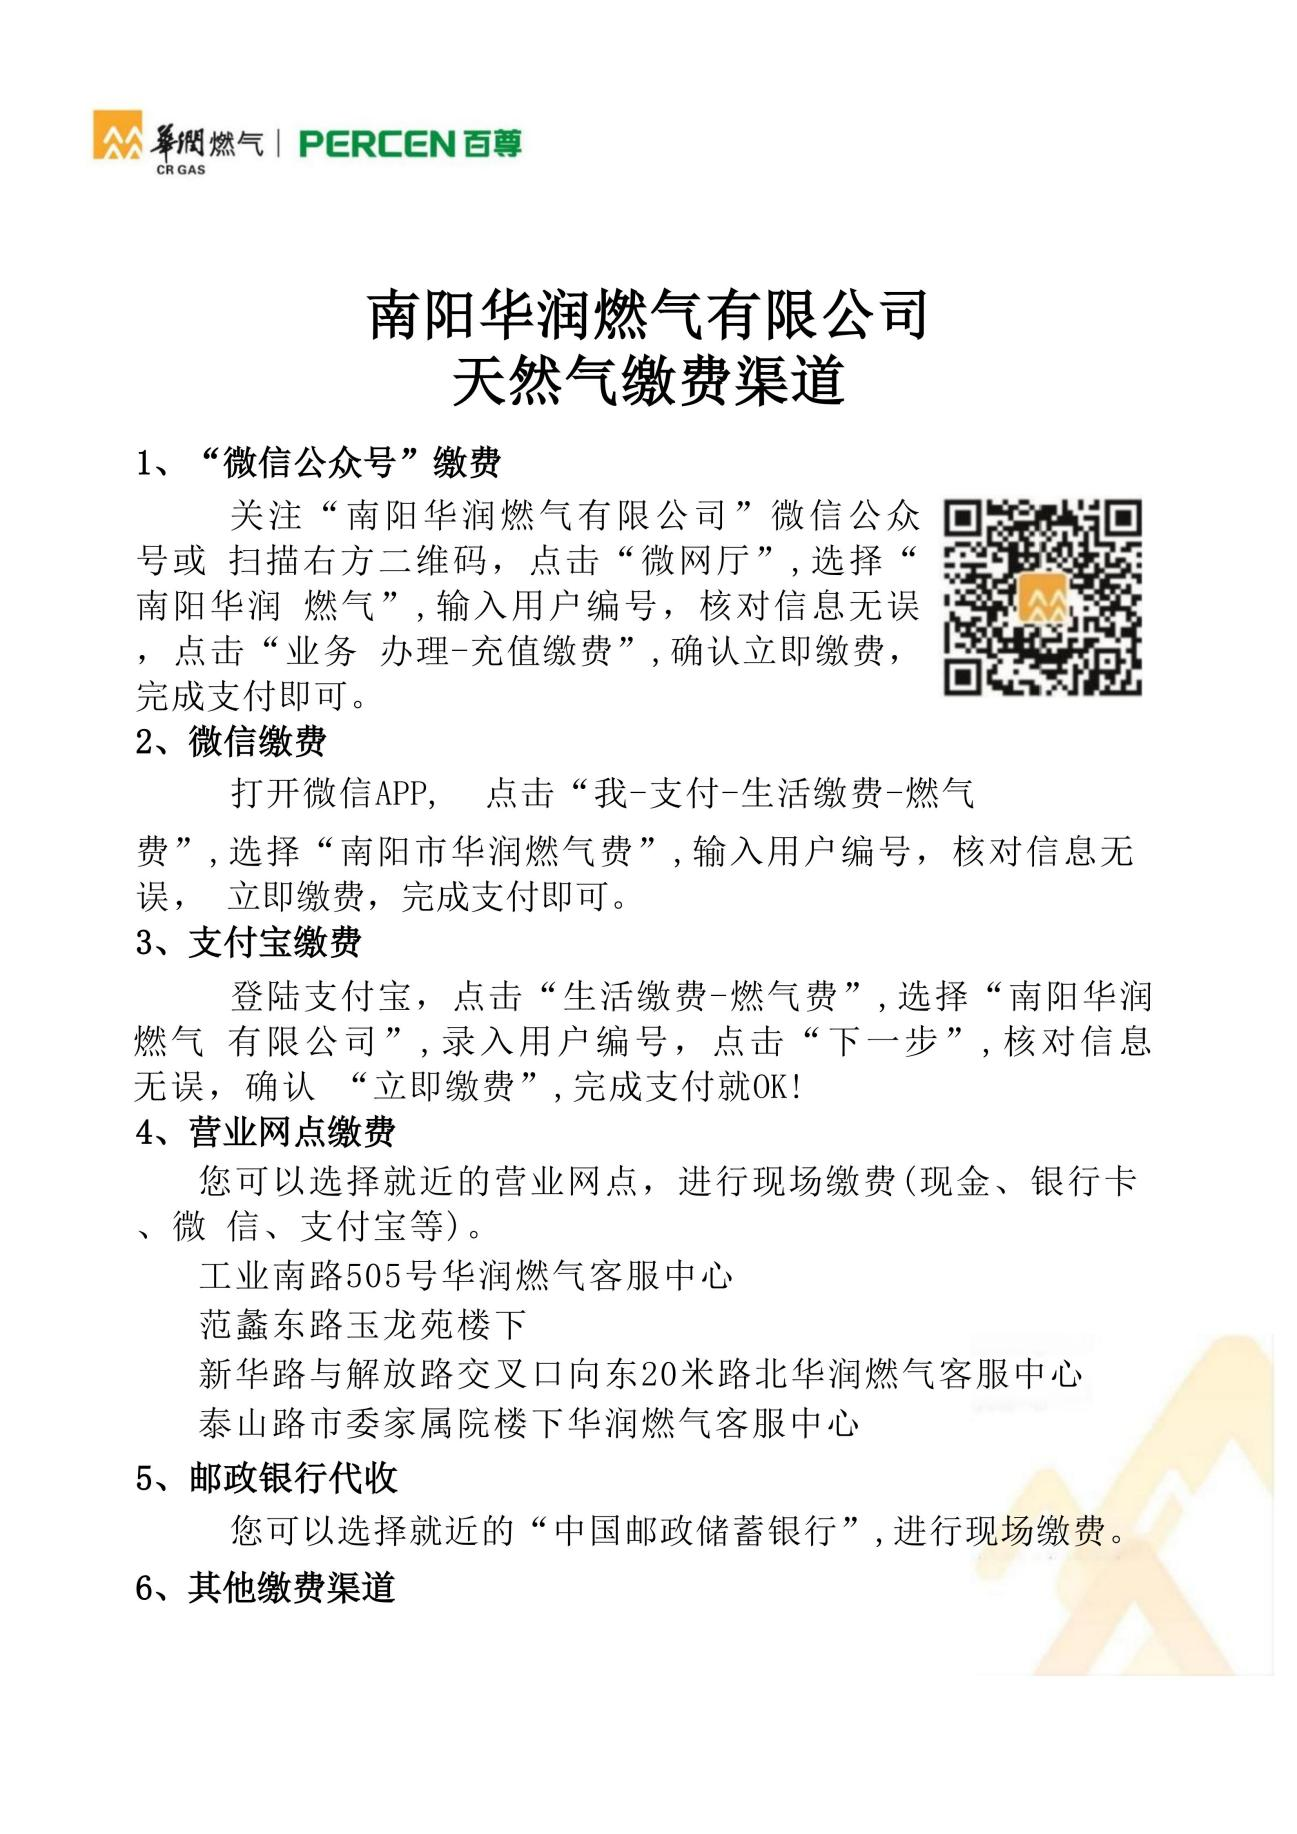 華潤燃气
CR GAS
PERCEN百尊
南阳华润燃气有限公司
天然气缴费渠道
1、“微信公众号”缴费
关注“南阳华润燃气有限公司”微信公众
号或 扫描右方二维码，点击“微网厅”,选择“
南阳华润 燃气”,输入用户编号，核对信息无误
，点击“业务 办理-充值缴费”,确认立即缴费，
完成支付即可。
2、微信缴费
打开微信APP, 点击“我-支付-生活缴费-燃气
费”,选择“南阳市华润燃气费”,输入用户编号，核对信息无
误， 立即缴费，完成支付即可。
3、支付宝缴费
登陆支付宝，点击“生活缴费-燃气费”,选择“南阳华润
燃气 有限公司”,录入用户编号，点击“下一步”,核对信息
无误，确认 “立即缴费”,完成支付就OK!
4、营业网点缴费
您可以选择就近的营业网点，进行现场缴费(现金、银行卡
、微 信、支付宝等)。
工业南路505号华润燃气客服中心
范蠡东路玉龙苑楼下
新华路与解放路交叉口向东20米路北华润燃气客服中心
泰山路市委家属院楼下华润燃气客服中心
5、邮政银行代收
您可以选择就近的“中国邮政储蓄银行”,进行现场缴费。
6、其他缴费渠道